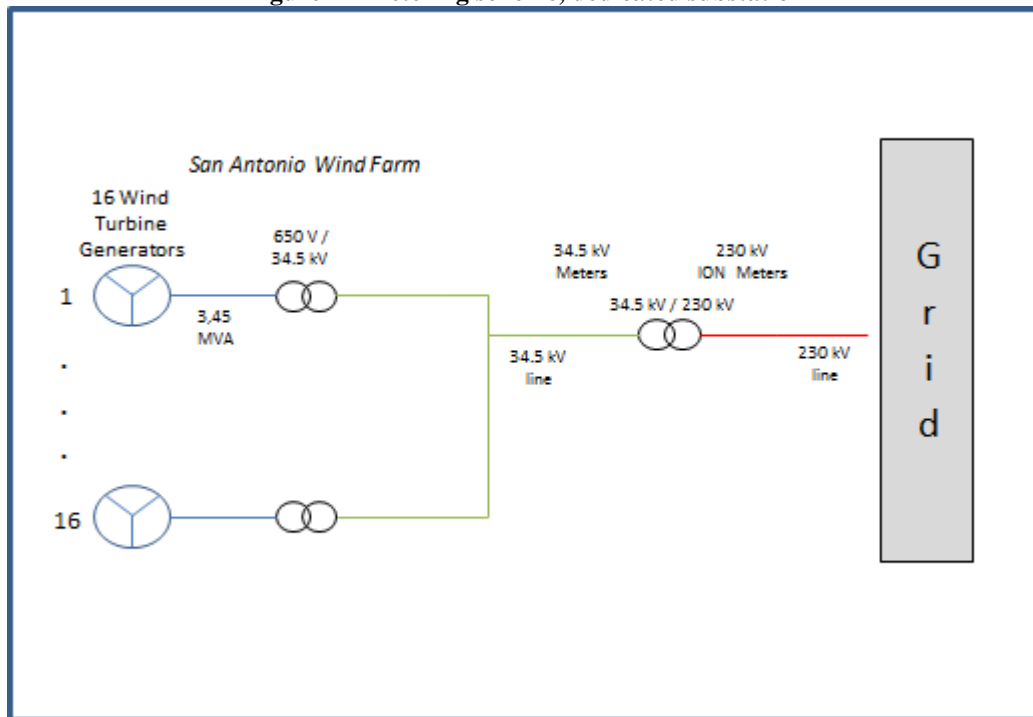 San Antonio Wind Farm
16 Wind
Turbine
Generators
650 V /
34.5 kV
34.5 kV
Meters
230 kV
ION Meters
1
3,45
MVA
34.5 kV / 230 kV
34.5 kV
line
230 kV
line
.
.
.
16
G
r
i
d